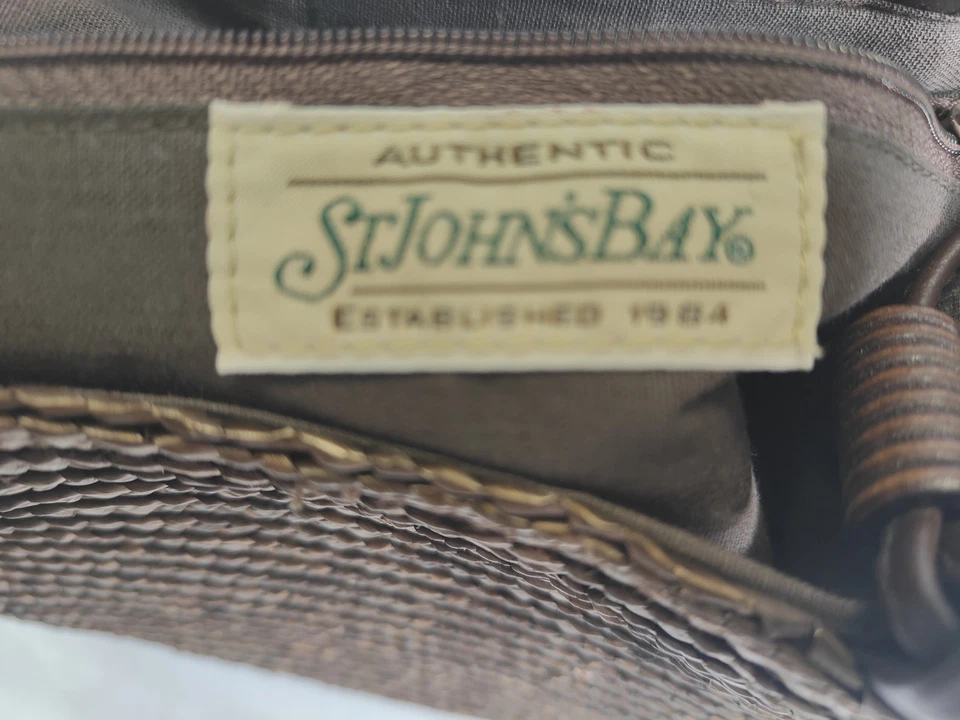 AUTHENTIC
ST JOHN'S BAY®
ESTABLISHED 1984